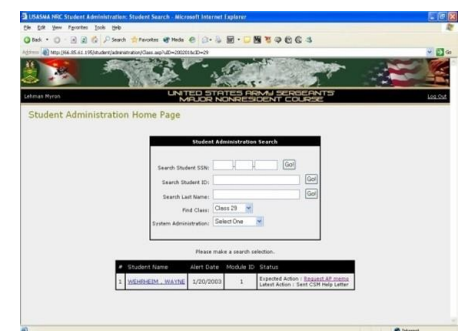 USASMA NRC Student Administration: Student Search - Microsoft Internet Explorer
File Edit View Favorites Tools Help
Back Search Favorites Media
Address Go
UNITED STATES ARMY SERGEANTS
MAJOR NONRESIDENT COURSE
Lehman Myron Log Out
Student Administration Home Page
Student Administration Search
Search Student SSN: Go!
Search Student ID: Go!
Search Last Name: Go!
Find Class: Class 29
System Administration: Select One
Please make a search selection.
# Student Name Alert Date Module ID Status
1 WEHRHEIM , WAYNE 1/20/2003 1 Expected Action : Request AP memo
Latest Action : Sent CSM Help Letter
Internet